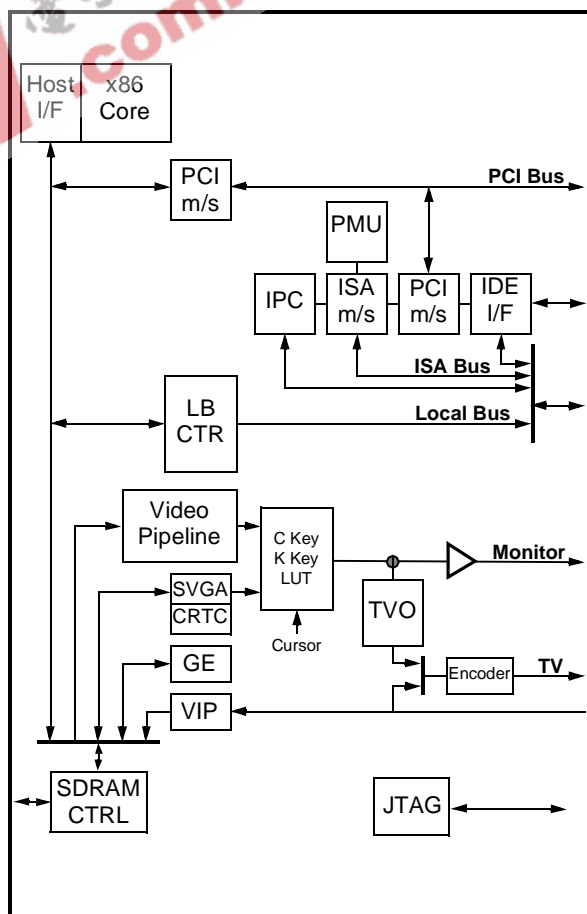 .com
Host
I/F
x86
Core
PCI
m/s
PCI Bus
PMU
IPC
ISA
m/s
PCI
m/s
IDE
I/F
ISA Bus
LB
CTR
Local Bus
Video
Pipeline
C Key
K Key
LUT
Monitor
SVGA
CRTC
TVO
Cursor
GE
Encoder
TV
VIP
SDRAM
CTRL
JTAG